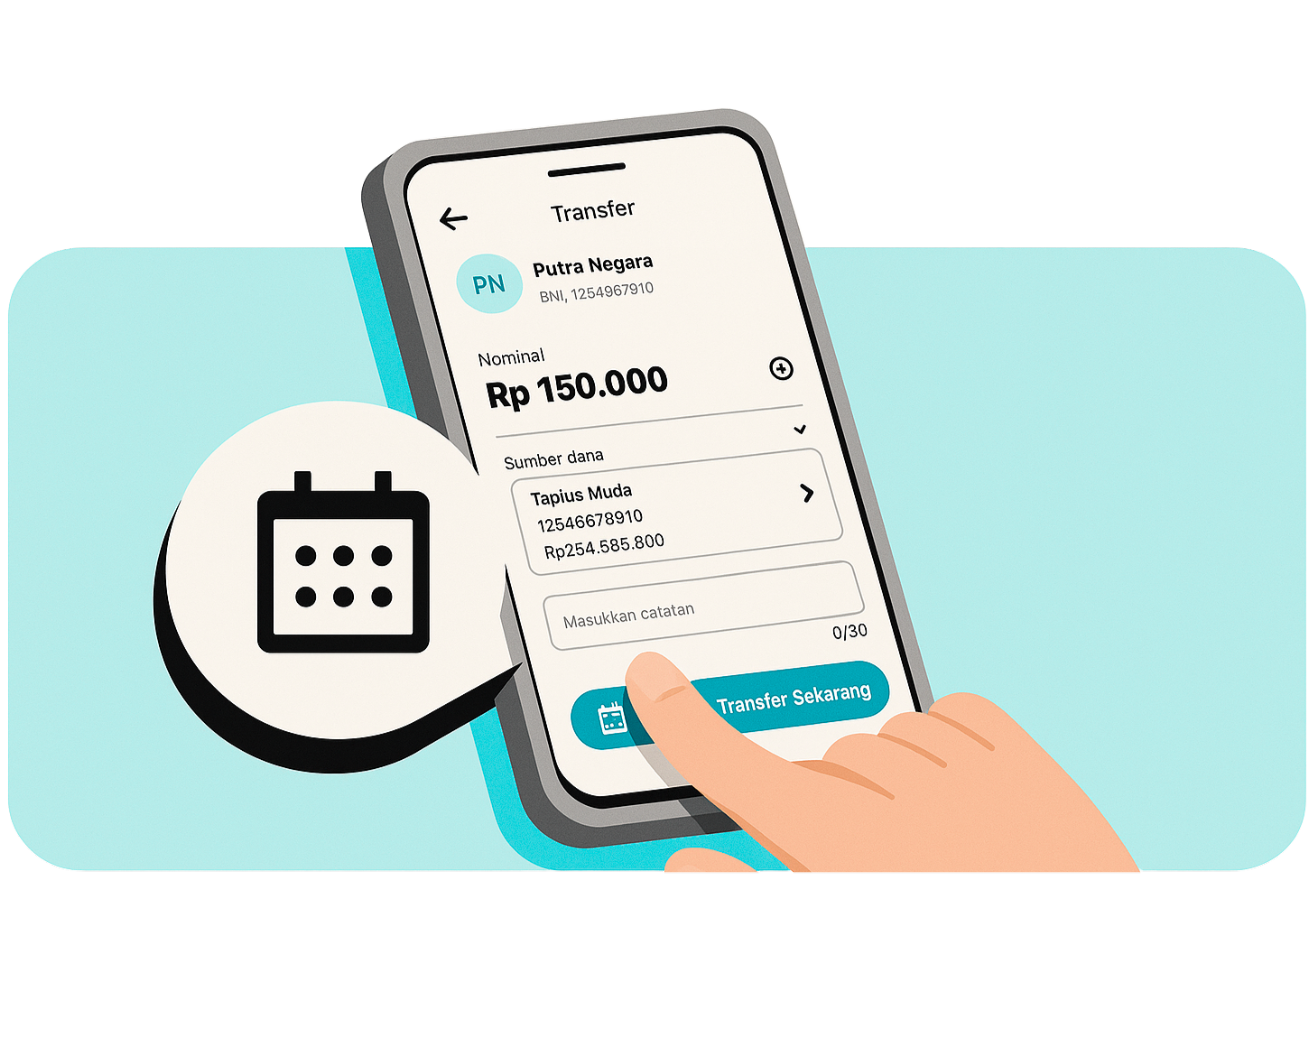 Transfer
PN
Putra Negara
BNI, 1254967910
Nominal
Rp 150.000
Sumber dana
Tapius Muda
12546678910
Rp254.585.800
Masukkan catatan
0/30
Transfer Sekarang